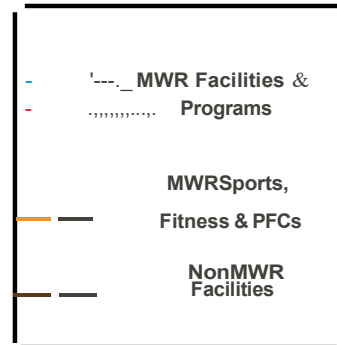 - '---._ MWR Facilities &
- .,,,,,,,...,. Programs
MWRSports,
Fitness & PFCs
NonMWR
Facilities